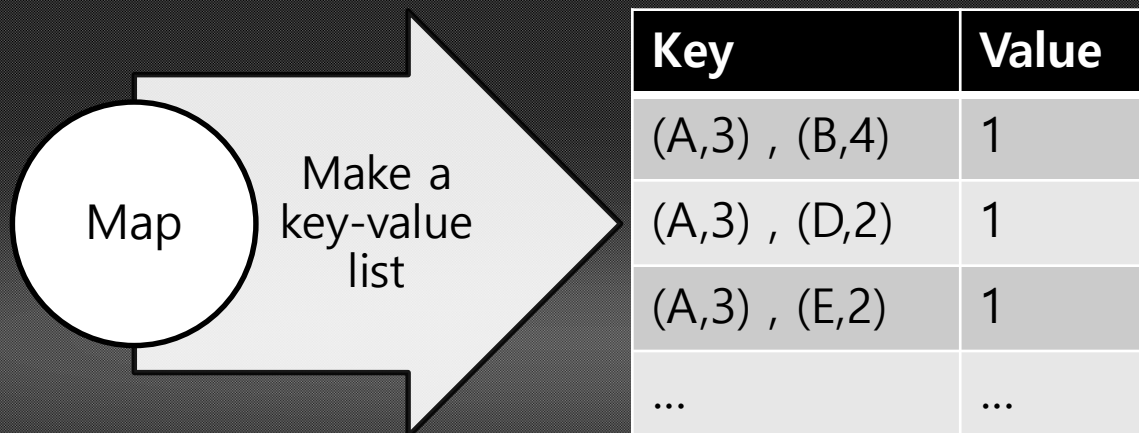 Map
Make a
key-value
list
Key Value
(A,3) , (B,4) 1
(A,3) , (D,2) 1
(A,3) , (E,2) 1
... ...